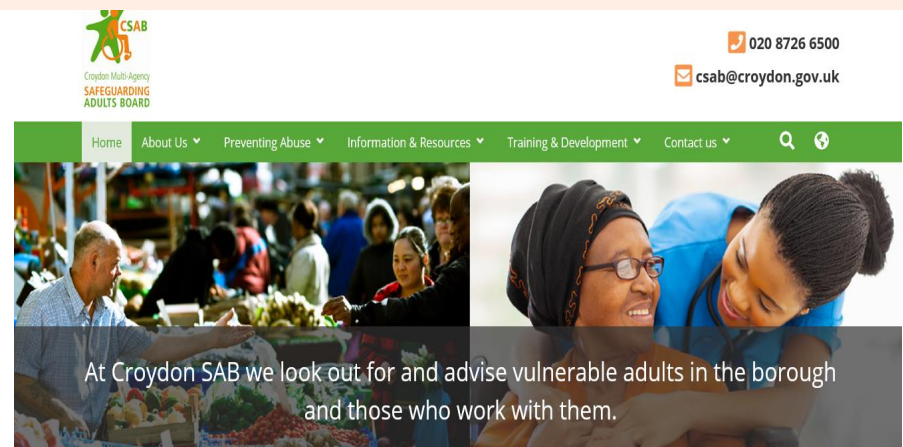 CSAB
Croydon Multi-Agency
SAFEGUARDING
ADULTS BOARD
020 8726 6500
csab@croydon.gov.uk
Home About Us Preventing Abuse Information & Resources Training & Development Contact us
At Croydon SAB we look out for and advise vulnerable adults in the borough
and those who work with them.